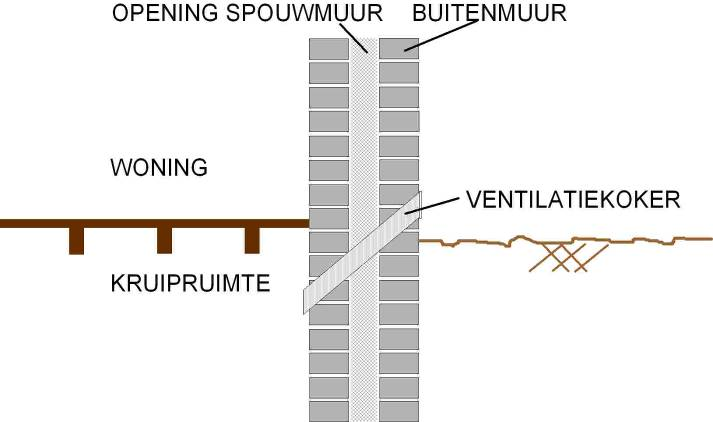 OPENING SPOUWMUUR
BUITENMUUR
WONING
VENTILATIEKOKER
KRUIPRUIMTE